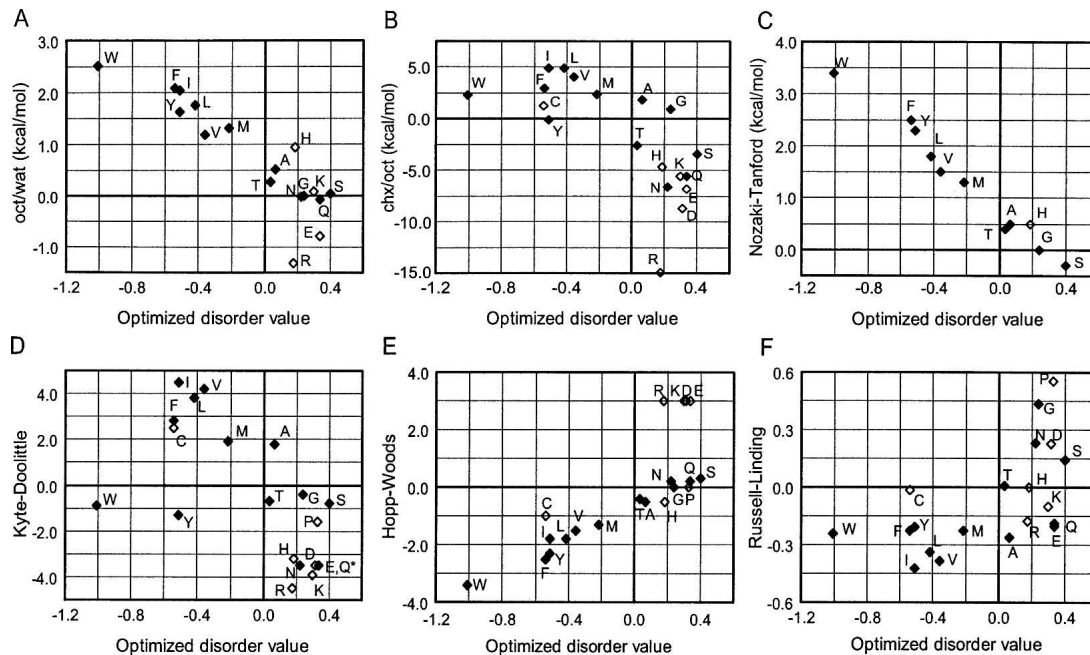 A
oct/wat (kcal/mol)
3.0
2.0
1.0
0.0
-1.0
W
F
I
Y
L
V
M
H
A
T
N
G
K
S
Q
E
R
-1.2
-0.8
-0.4
0.0
0.4
Optimized disorder value
B
chx/oct (kcal/mol)
5.0
0.0
-5.0
-10.0
-15.0
I
L
W
F
V
C
M
A
G
Y
T
S
H
K
Q
N
E
D
R
-1.2
-0.8
-0.4
0.0
0.4
Optimized disorder value
C
Nozaki-Tanford (kcal/mol)
4.0
3.0
2.0
1.0
0.0
W
F
Y
L
V
M
A
H
T
G
S
-1.2
-0.8
-0.4
0.0
0.4
Optimized disorder value
D
Kyte-Doolittle
4.0
2.0
0.0
-2.0
-4.0
I
V
F
L
C
M
A
W
Y
T
G
S
P
H
D
N
E,Q*
R
K
-1.2
-0.8
-0.4
0.0
0.4
Optimized disorder value
E
Hopp-Woods
4.0
2.0
0.0
-2.0
-4.0
R K D E
N
Q
S
C
T A
G P
H
I
L
V
M
F
Y
W
-1.2
-0.8
-0.4
0.0
0.4
Optimized disorder value
F
Russell-Linding
0.6
0.3
0.0
-0.3
-0.6
P
G
N
D
S
T
H
C
K
W
F
Y
M
R
Q
E
A
L
I
V
-1.2
-0.8
-0.4
0.0
0.4
Optimized disorder value